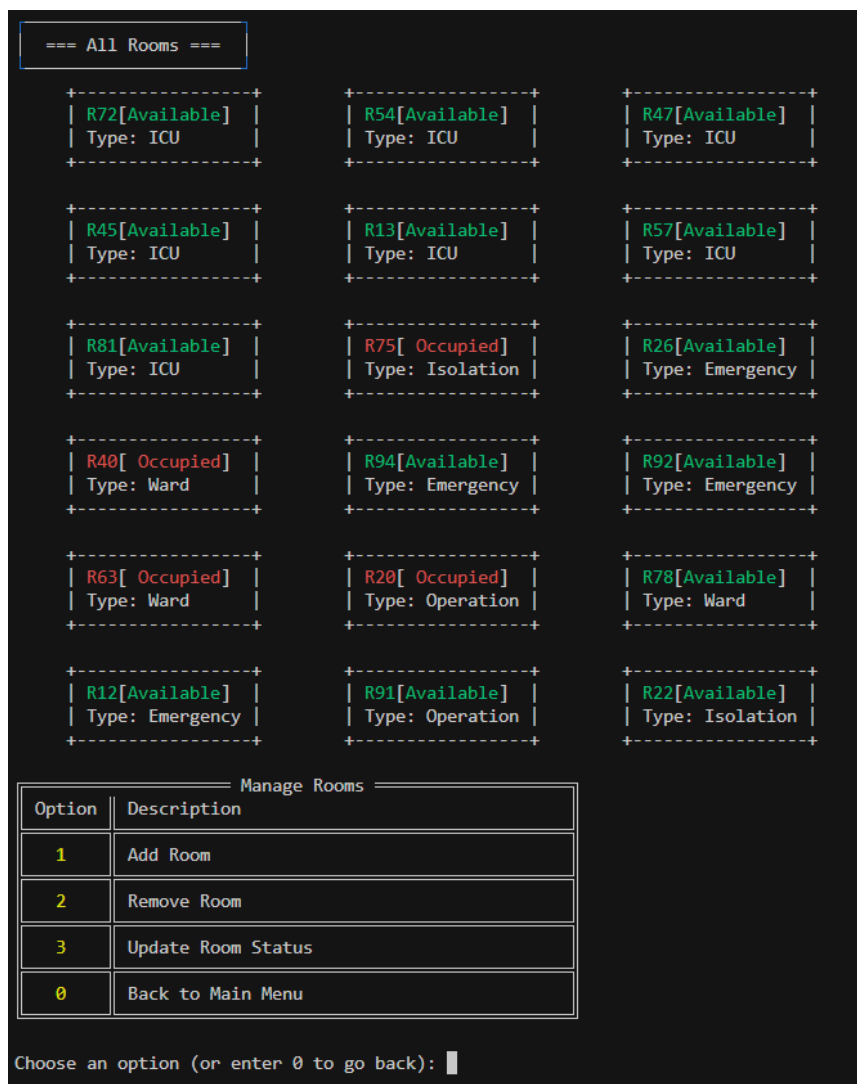 === All Rooms ===
+-----------------+ +-----------------+ +-----------------+
| R72[Available] | | R54[Available] | | R47[Available] |
| Type: ICU | | Type: ICU | | Type: ICU |
+-----------------+ +-----------------+ +-----------------+
+-----------------+ +-----------------+ +-----------------+
| R45[Available] | | R13[Available] | | R57[Available] |
| Type: ICU | | Type: ICU | | Type: ICU |
+-----------------+ +-----------------+ +-----------------+
+-----------------+ +-----------------+ +-----------------+
| R81[Available] | | R75[ Occupied] | | R26[Available] |
| Type: ICU | | Type: Isolation | | Type: Emergency |
+-----------------+ +-----------------+ +-----------------+
+-----------------+ +-----------------+ +-----------------+
| R40[ Occupied] | | R94[Available] | | R92[Available] |
| Type: Ward | | Type: Emergency | | Type: Emergency |
+-----------------+ +-----------------+ +-----------------+
+-----------------+ +-----------------+ +-----------------+
| R63[ Occupied] | | R20[ Occupied] | | R78[Available] |
| Type: Ward | | Type: Operation | | Type: Ward |
+-----------------+ +-----------------+ +-----------------+
+-----------------+ +-----------------+ +-----------------+
| R12[Available] | | R91[Available] | | R22[Available] |
| Type: Emergency | | Type: Operation | | Type: Isolation |
+-----------------+ +-----------------+ +-----------------+
Manage Rooms
Option Description
1 Add Room
2 Remove Room
3 Update Room Status
0 Back to Main Menu
Choose an option (or enter 0 to go back):